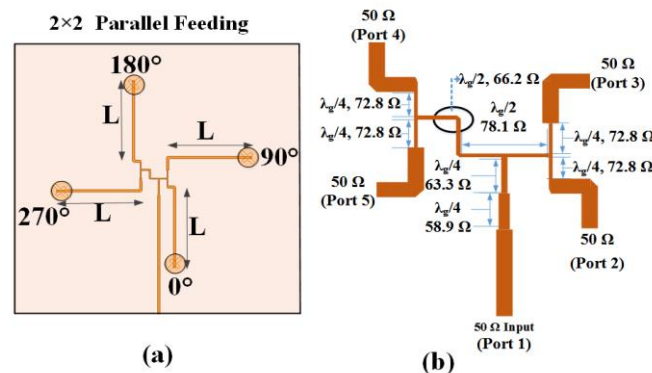 2×2 Parallel Feeding
180°
L
L
90°
270°
L
L
0°
(a)
50 Ω
(Port 4)
λg/2, 66.2 Ω
50 Ω
(Port 3)
λg/4, 72.8 Ω
λg/2
78.1 Ω
λg/4, 72.8 Ω
λg/4, 72.8 Ω
λg/4, 72.8 Ω
λg/4
63.3 Ω
50 Ω
(Port 5)
λg/4
58.9 Ω
50 Ω
(Port 2)
50 Ω Input
(Port 1)
(b)